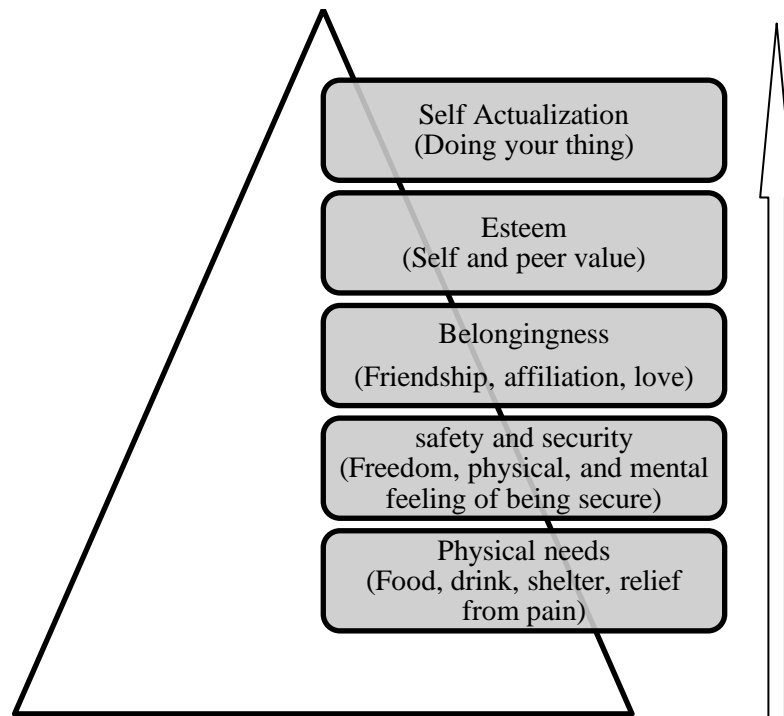 Self Actualization
(Doing your thing)
Esteem
(Self and peer value)
Belongingness
(Friendship, affiliation, love)
safety and security
(Freedom, physical, and mental
feeling of being secure)
Physical needs
(Food, drink, shelter, relief
from pain)